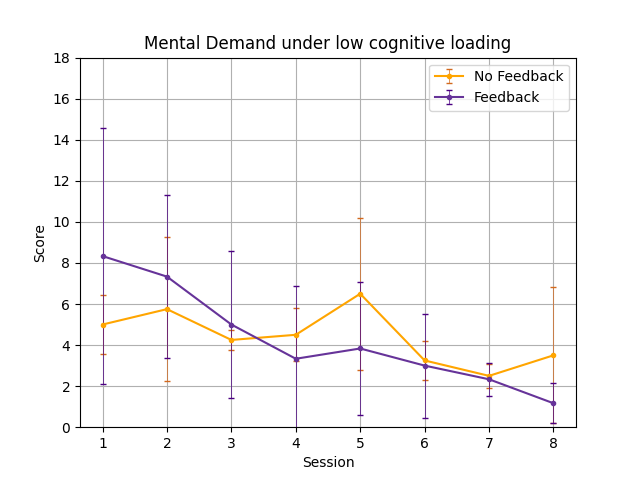 Mental Demand under low cognitive loading
No Feedback
Feedback
18
16
14
12
10
8
6
4
2
0
Score
1 2 3 4 5 6 7 8
Session